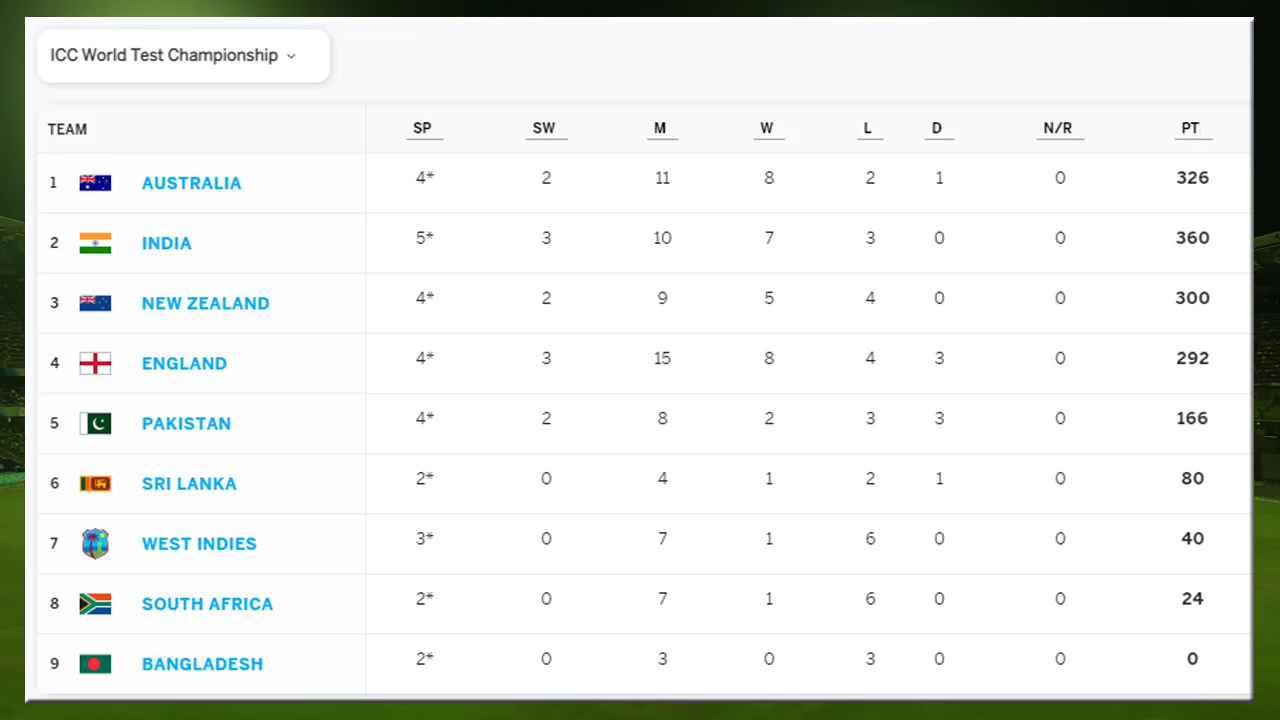 ICC World Test Championship
TEAM SP SW M W L D N/R PT
1 AUSTRALIA 4* 2 11 8 2 1 0 326
2 INDIA 5* 3 10 7 3 0 0 360
3 NEW ZEALAND 4* 2 9 5 4 0 0 300
4 ENGLAND 4* 3 15 8 4 3 0 292
5 PAKISTAN 4* 2 8 2 3 3 0 166
6 SRI LANKA 2* 0 4 1 2 1 0 80
7 WEST INDIES 3* 0 7 1 6 0 0 40
8 SOUTH AFRICA 2* 0 7 1 6 0 0 24
9 BANGLADESH 2* 0 3 0 3 0 0 0